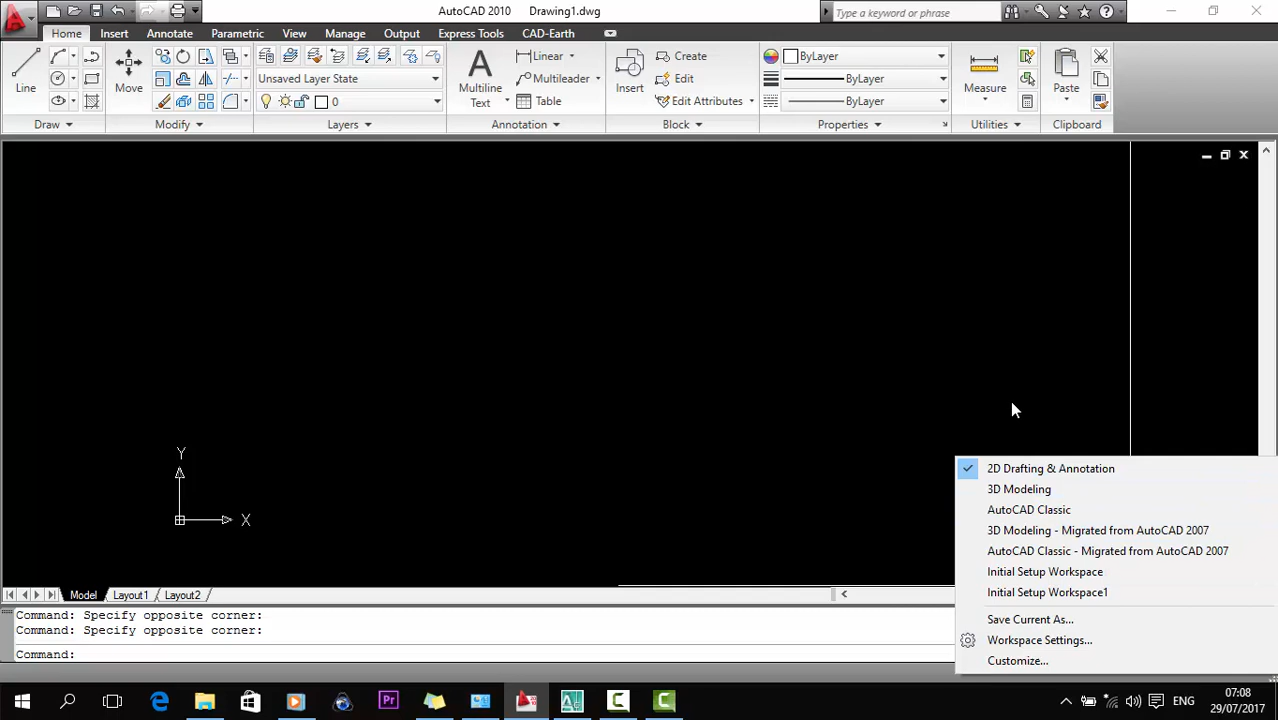 AutoCAD 2010 Drawing1.dwg Type a keyword or phrase
Home Insert Annotate Parametric View Manage Output Express Tools CAD-Earth
Linear Create ByLayer
Unsaved Layer State Multileader Edit ByLayer
Line Move Multiline Text Insert Measure Paste
0 Table Edit Attributes ByLayer
Draw Modify Layers Annotation Block Properties Utilities Clipboard
Y
X
2D Drafting & Annotation
3D Modeling
AutoCAD Classic
3D Modeling - Migrated from AutoCAD 2007
AutoCAD Classic - Migrated from AutoCAD 2007
Initial Setup Workspace
Initial Setup Workspace1
Save Current As...
Workspace Settings...
Customize...
Model Layout1 Layout2
Command: Specify opposite corner:
Command: Specify opposite corner:
Command:
Pr
ENG
07:08
29/07/2017